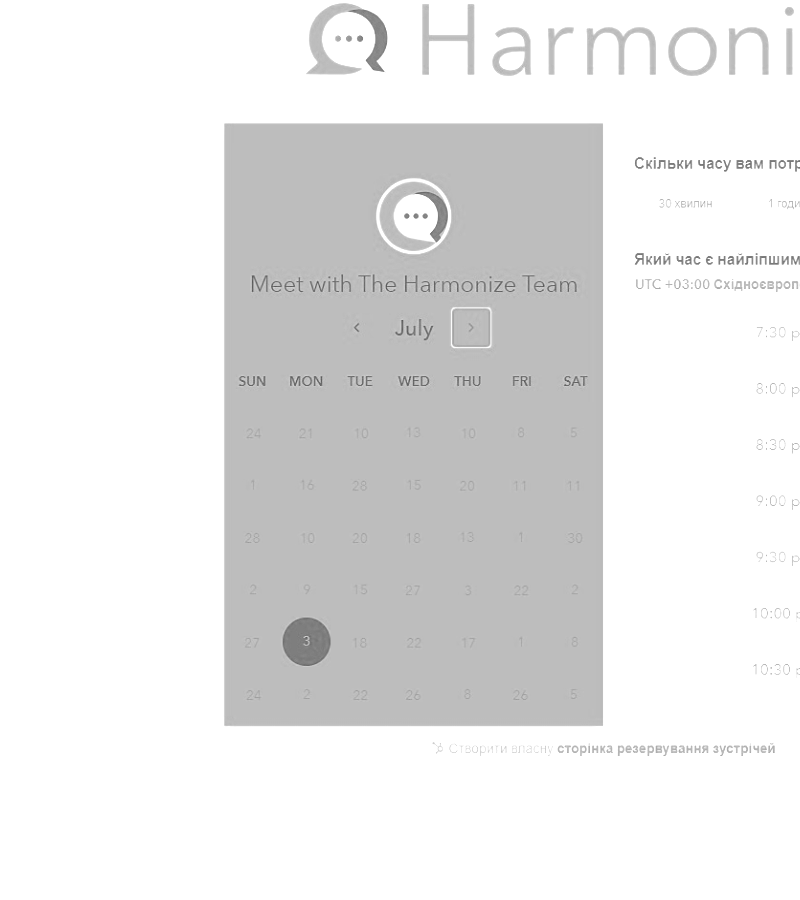 Harmoni
Meet with The Harmonize Team
July
SUN MON TUE WED THU FRI SAT
24 21 10 13 10 8 5
1 16 28 15 20 11 11
28 10 20 18 13 1 30
2 9 15 27 3 22 2
27 3 18 22 17 1 8
24 2 22 26 8 26 5
Скільки часу вам потр
30 хвилин 1 годи
Який час є найліпшим
UTC +03:00 Східноєвроп
7:30 р
8:00 р
8:30 р
9:00 р
9:30 р
10:00 р
10:30 р
Створити власну сторінка резервування зустрічей